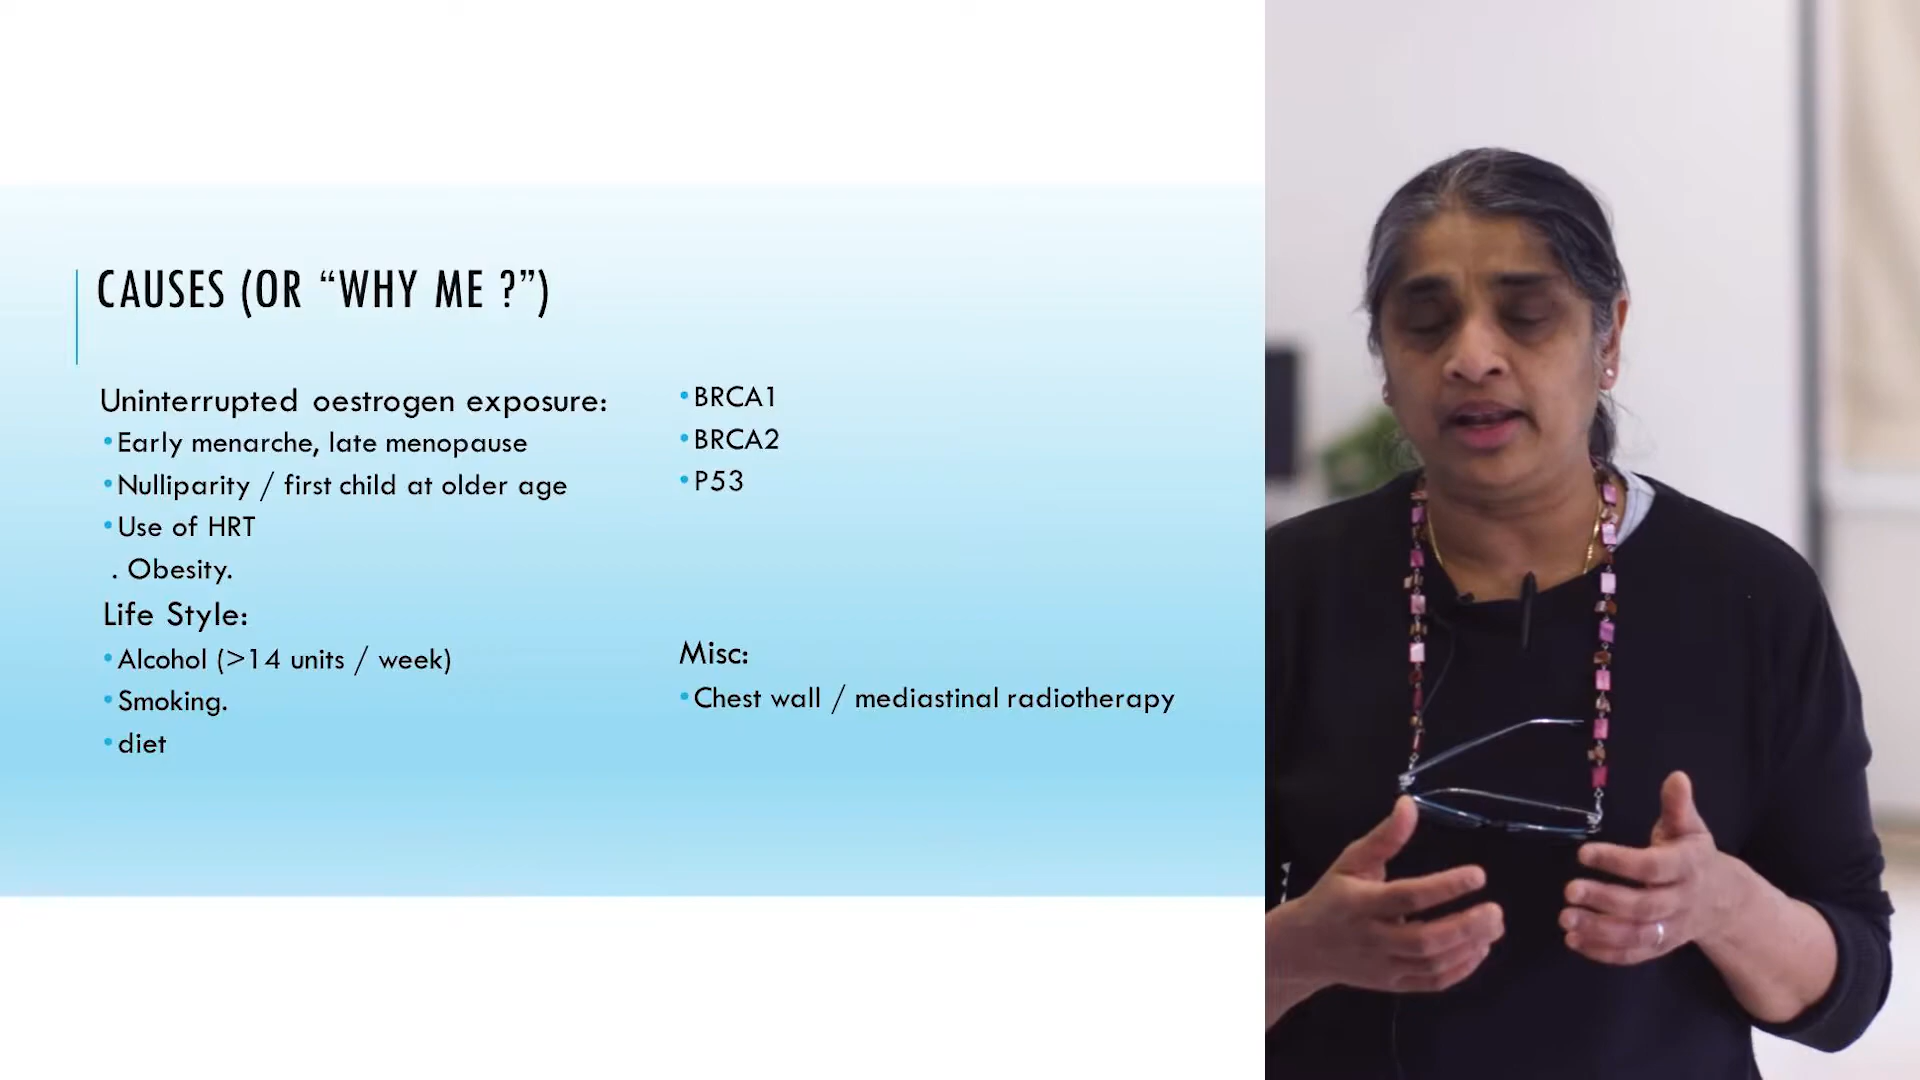 CAUSES (OR “WHY ME ?”)
Uninterrupted oestrogen exposure:
•Early menarche, late menopause
•Nulliparity / first child at older age
•Use of HRT
. Obesity.
Life Style:
•Alcohol (>14 units / week)
•Smoking.
•diet
•BRCA1
•BRCA2
•P53
Misc:
•Chest wall / mediastinal radiotherapy